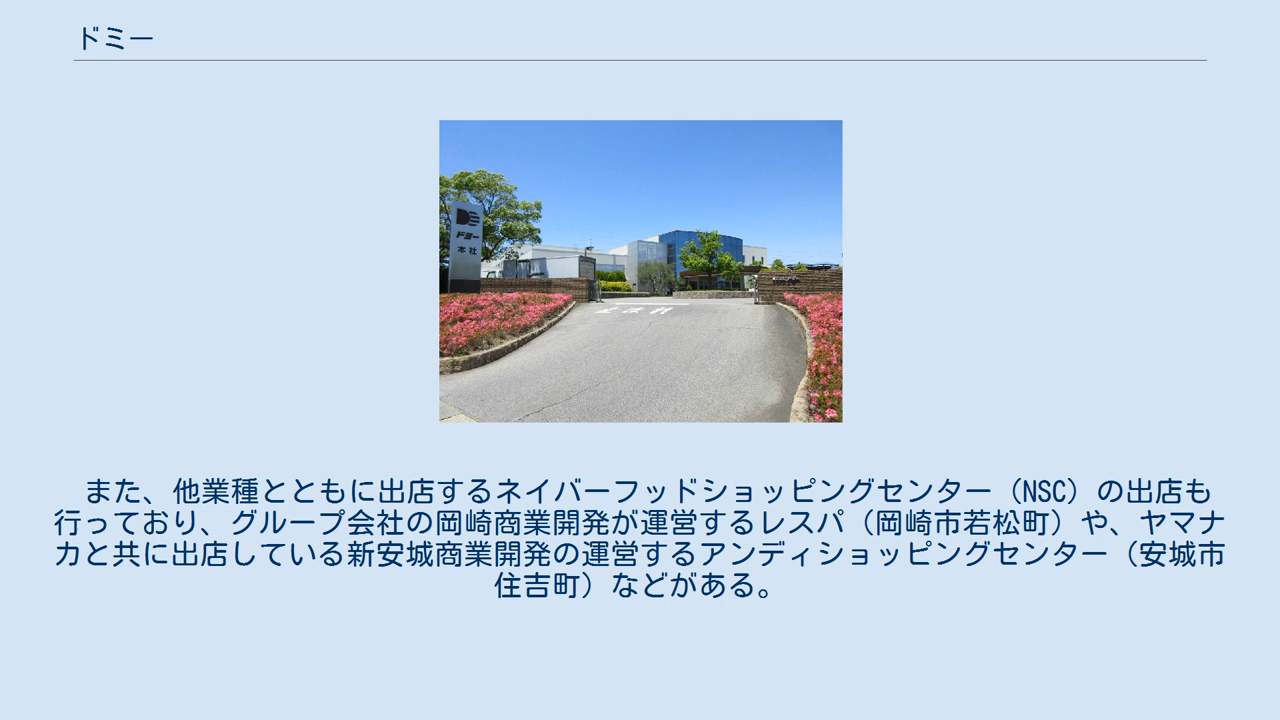 ドミー
ドミー
本社
また、他業種とともに出店するネイバーフッドショッピングセンター（NSC）の出店も
行っており、グループ会社の岡崎商業開発が運営するレスパ（岡崎市若松町）や、ヤマナ
カと共に出店している新安城商業開発の運営するアンディショッピングセンター（安城市
住吉町）などがある。